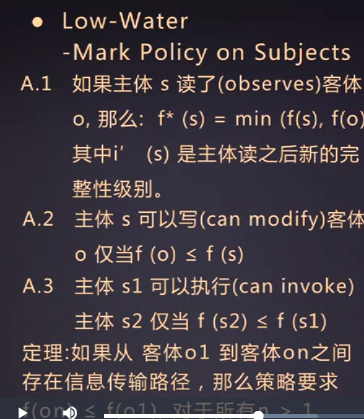 ● Low-Water
-Mark Policy on Subjects
A.1 如果主体 s 读了(observes)客体
o, 那么: f* (s) = min (f(s), f(o)
其中i′ (s) 是主体读之后新的完
整性级别。
A.2 主体 s 可以写(can modify)客体
o 仅当f (o) ≤ f (s)
A.3 主体 s1 可以执行(can invoke)
主体 s2 仅当 f (s2) ≤ f (s1)
定理:如果从 客体o1 到客体on之间
存在信息传输路径，那么策略要求
f(on) ≤ f(o1), 对于所有n > 1